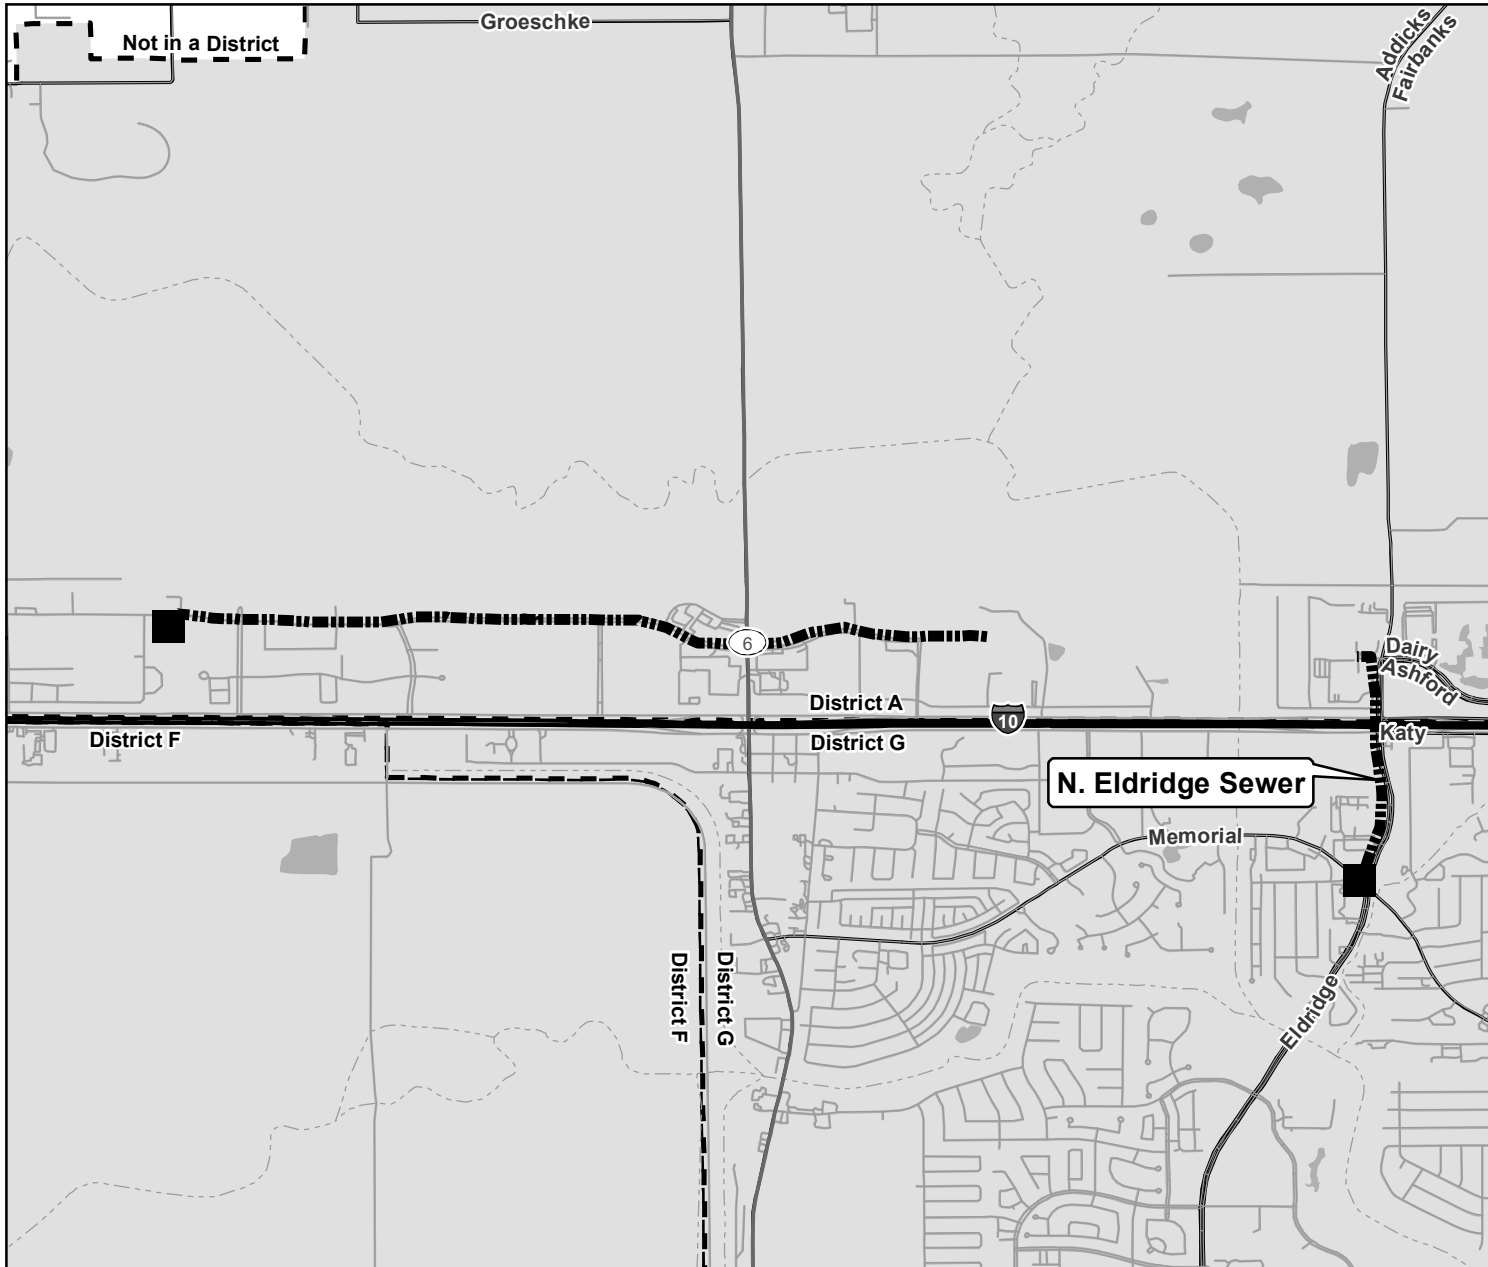 Groeschke
Not in a District
Addicks
Fairbanks
6
Dairy
Ashford
District A
10
District F
District G
Katy
N. Eldridge Sewer
Memorial
District F
District G
Eldridge